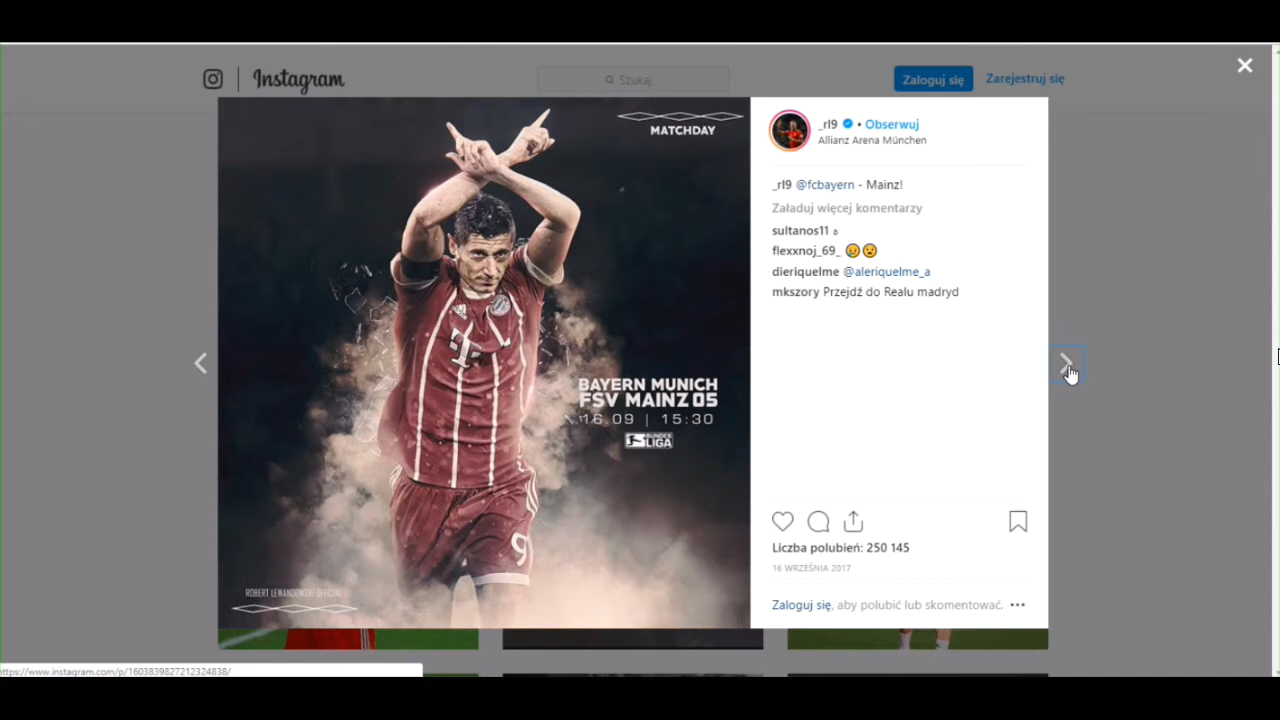 Instagram
Szukaj
Zaloguj się
Zarejestruj się
MATCHDAY
BAYERN MUNICH
FSV MAINZ 05
16.09 | 15:30
BUNDES
LIGA
T
9
ROBERT LEWANDOWSKI OFFICIAL
_rl9 • Obserwuj
Allianz Arena München
_rl9 @fcbayern - Mainz!
Załaduj więcej komentarzy
sultanos11
flexxnoj_69_ 😥😧
dieriquelme @aleriquelme_a
mkszory Przejdź do Realu madryd
Liczba polubień: 250 145
16 WRZEŚNIA 2017
Zaloguj się, aby polubić lub skomentować.
https://www.instagram.com/p/1603839827212324838/